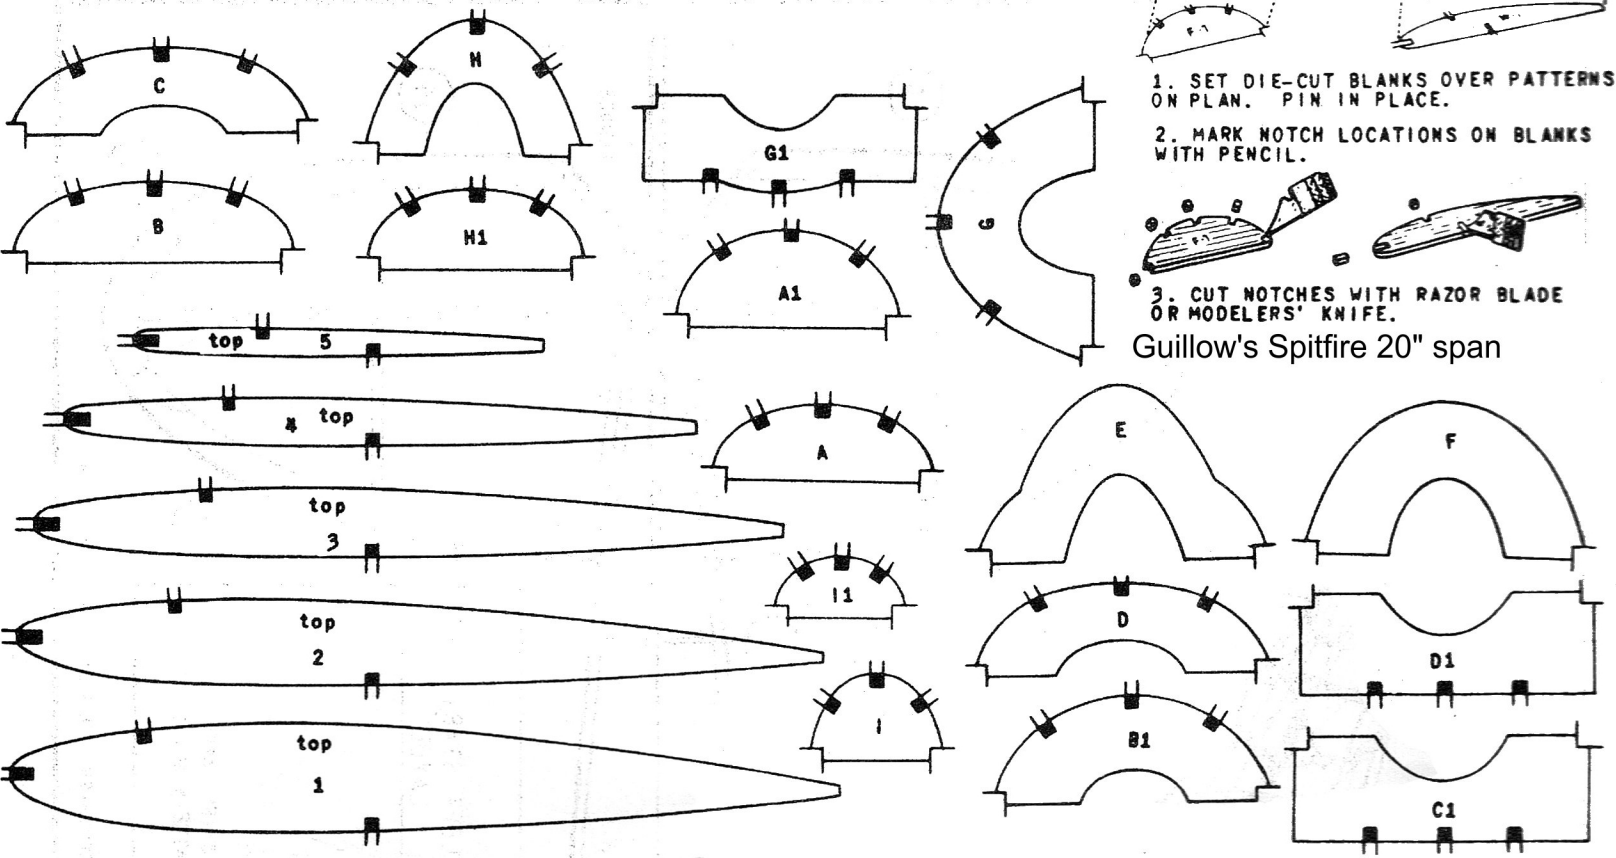 C
H
G1
F-1
1. SET DIE-CUT BLANKS OVER PATTERNS
ON PLAN. PIN IN PLACE.
2. MARK NOTCH LOCATIONS ON BLANKS
WITH PENCIL.
B
H1
A1
G
F-1
3. CUT NOTCHES WITH RAZOR BLADE
OR MODELERS' KNIFE.
Guillow's Spitfire 20" span
top 5
top
4
A
E
F
top
3
I1
D
D1
top
2
I
B1
top
1
C1